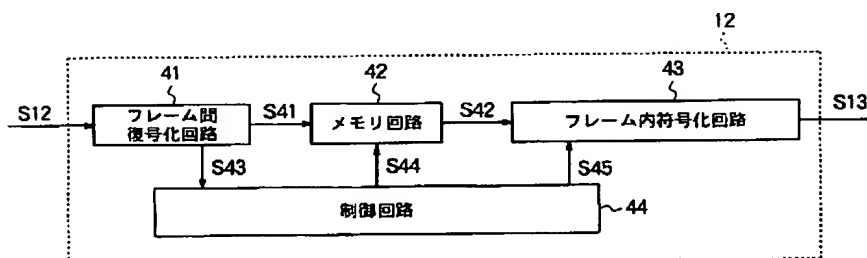 12
41
42
43
S12
フレーム間
復号化回路
S41
メモリ回路
S42
フレーム内符号化回路
S13
S43
S44
S45
制御回路
44